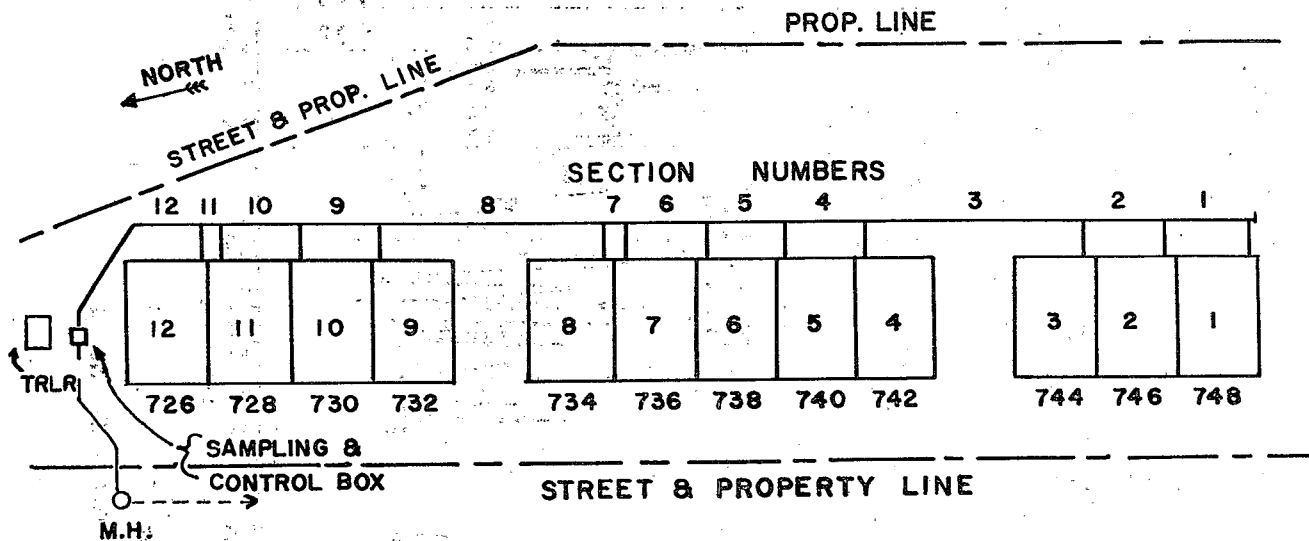 PROP. LINE
NORTH
STREET & PROP. LINE
SECTION NUMBERS
12 11 10 9 8 7 6 5 4 3 2 1
12 11 10 9 8 7 6 5 4 3 2 1
TRLR
726 728 730 732 734 736 738 740 742 744 746 748
SAMPLING &
CONTROL BOX
STREET & PROPERTY LINE
M.H.